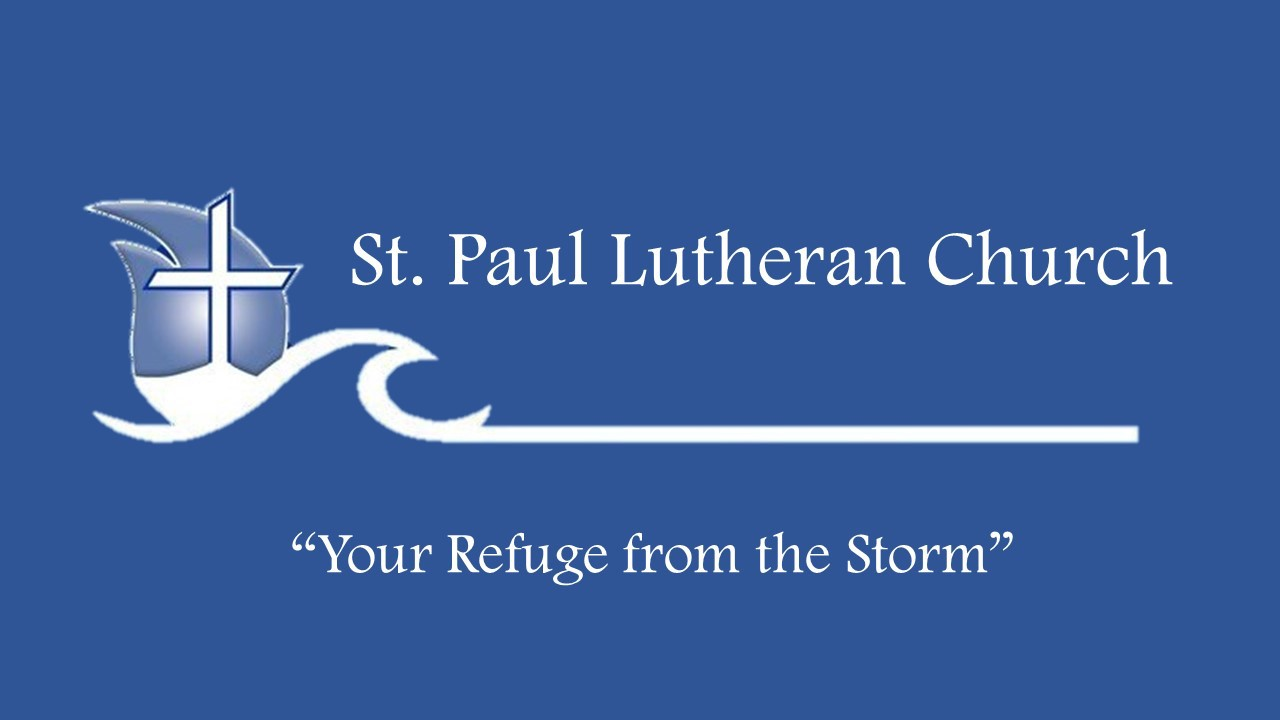 St. Paul Lutheran Church
“Your Refuge from the Storm”